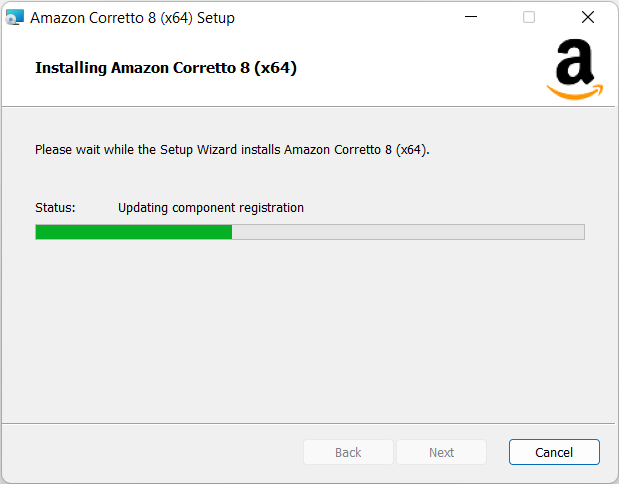 Amazon Corretto 8 (x64) Setup
Installing Amazon Corretto 8 (x64)
a
Please wait while the Setup Wizard installs Amazon Corretto 8 (x64).
Status: Updating component registration
Back Next Cancel